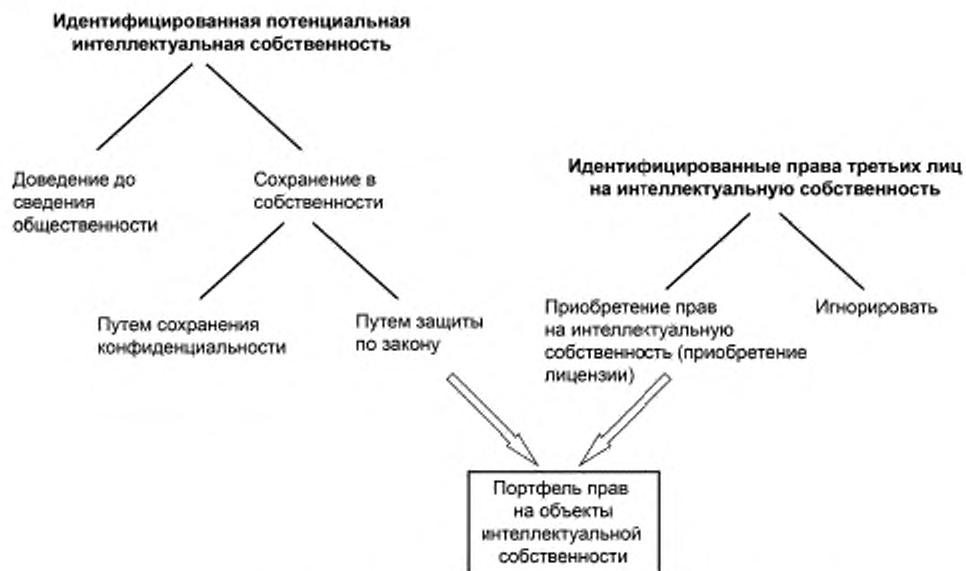 Идентифицированная потенциальная
интеллектуальная собственность
Доведение до
сведения
общественности
Сохранение в
собственности
Идентифицированные права третьих лиц
на интеллектуальную собственность
Путем сохранения
конфиденциальности
Путем защиты
по закону
Приобретение прав
на интеллектуальную
собственность (приобретение
лицензии)
Игнорировать
Портфель прав
на объекты
интеллектуальной
собственности